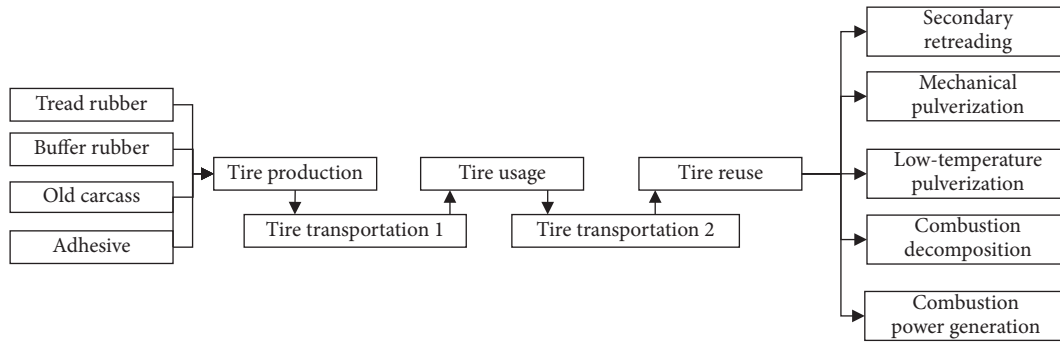 Tread rubber
Buffer rubber
Old carcass
Adhesive
Tire production
Tire transportation 1
Tire usage
Tire transportation 2
Tire reuse
Secondary
retreading
Mechanical
pulverization
Low-temperature
pulverization
Combustion
decomposition
Combustion
power generation